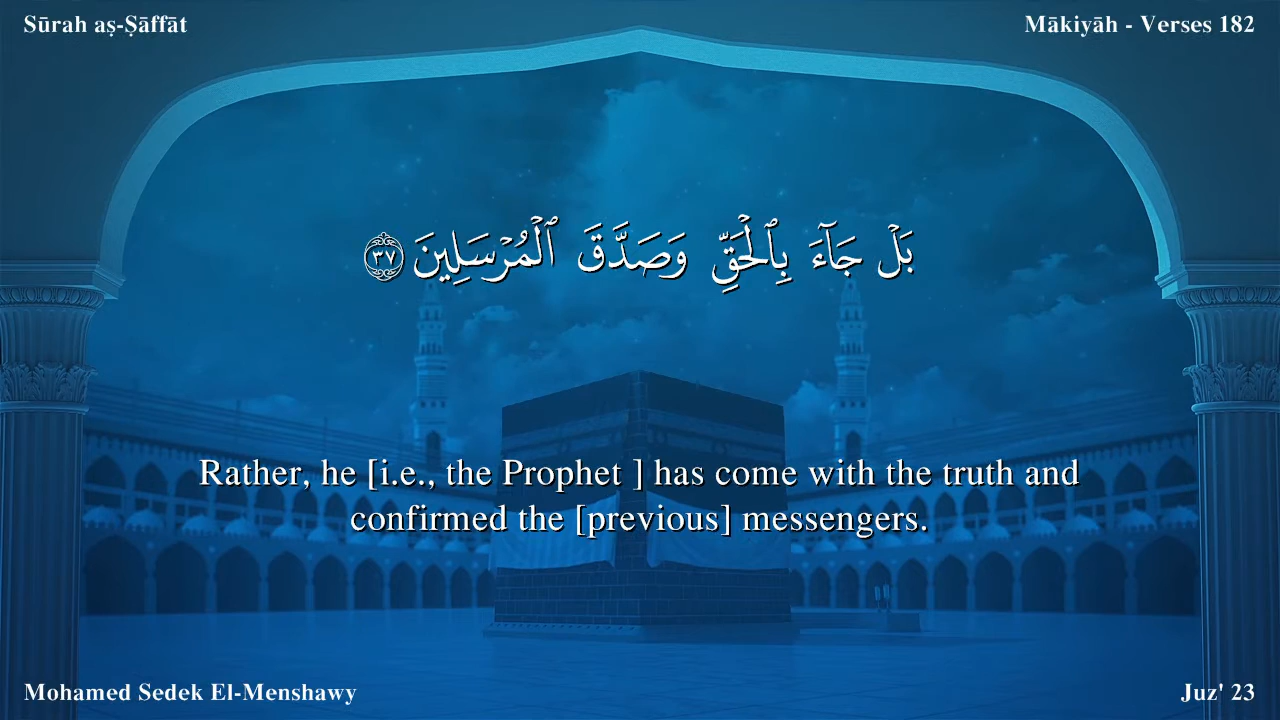 Sūrah aṣ-Ṣāffāt
Mākiyāh - Verses 182
بَلْ جَآءَ بِٱلْحَقِّ وَصَدَّقَ ٱلْمُرْسَلِينَ ٣٧
Rather, he [i.e., the Prophet ] has come with the truth and
confirmed the [previous] messengers.
Mohamed Sedek El-Menshawy
Juz' 23